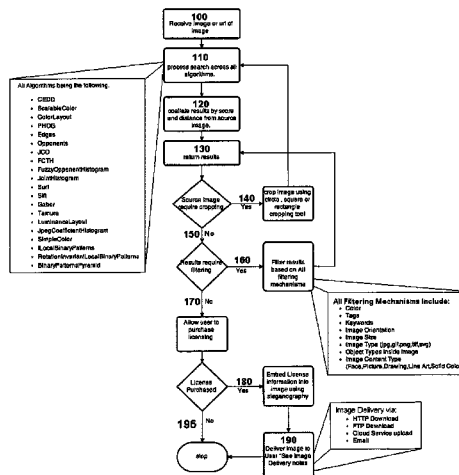 100
Receive image or url of
image
110
process search across all
algorithms.
All Algorithms being the following.
• CEDD
• ScalableColor
• ColorLayout
• PHOG
• Edges
• Opponents
• JCD
• FCTH
• FuzzyOpponentHistogram
• JointHistogram
• Surf
• Sift
• Gabor
• Tamura
• LuminanceLayout
• JpegCoefficientHistogram
• SimpleColor
• LocalBinaryPatterns
• RotationInvariantLocalBinaryPatterns
• BinaryPatternsPyramid
120
results by score
and distance from source
image.
130
return results
Source Image
require cropping
140
Yes
crop image using
circle, square or
rectangle
cropping tool
150 No
Results require
filtering
160
Yes
Filter results
based on All
filtering
mechanisms
All Filtering Mechanisms Include:
• Color
• Tags
• Keywords
• Image Orientation
• Image Size
• Image Type (jpg,gif,png,tiff,svg)
• Object Types Inside Image
• Image Content Type
(Face,Picture,Drawing,Line Art,Solid Color
170 No
Allow user to
purchase
licensing
License
Purchased
180
Yes
Embed License
information into
image using
steganography
195
No
stop
190
Deliver Image to
User *See Image
Delivery notes
Image Delivery via:
• HTTP Download
• FTP Download
• Cloud Service upload
• Email